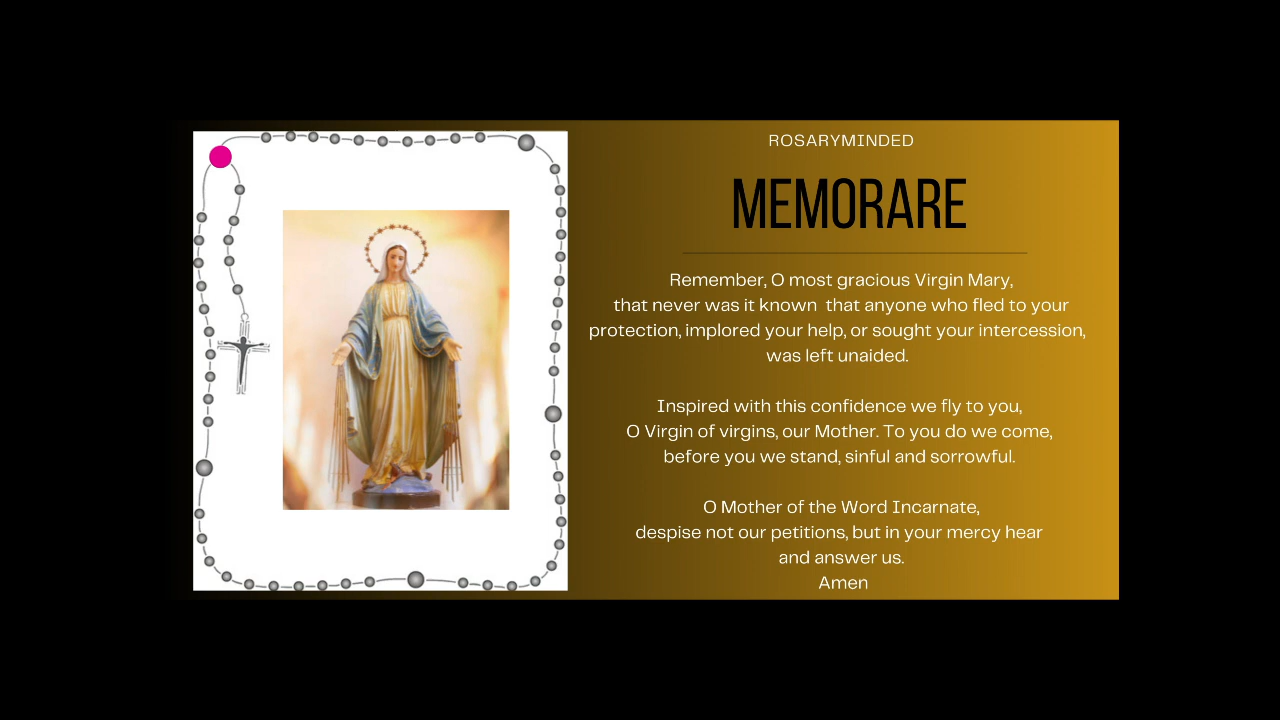 ROSARYMINDED
MEMORARE
Remember, O most gracious Virgin Mary,
that never was it known  that anyone who fled to your
protection, implored your help, or sought your intercession,
was left unaided.
Inspired with this confidence we fly to you,
O Virgin of virgins, our Mother. To you do we come,
before you we stand, sinful and sorrowful.
O Mother of the Word Incarnate,
despise not our petitions, but in your mercy hear
and answer us.
Amen